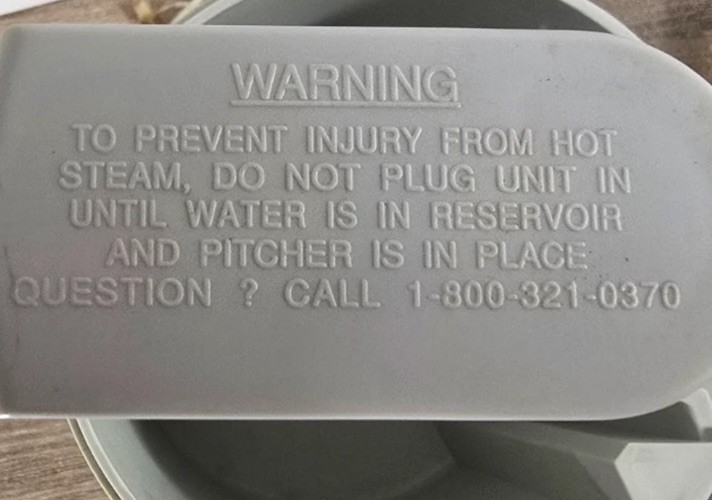 WARNING
TO PREVENT INJURY FROM HOT
STEAM, DO NOT PLUG UNIT IN
UNTIL WATER IS IN RESERVOIR
AND PITCHER IS IN PLACE
QUESTION ? CALL 1-800-321-0370